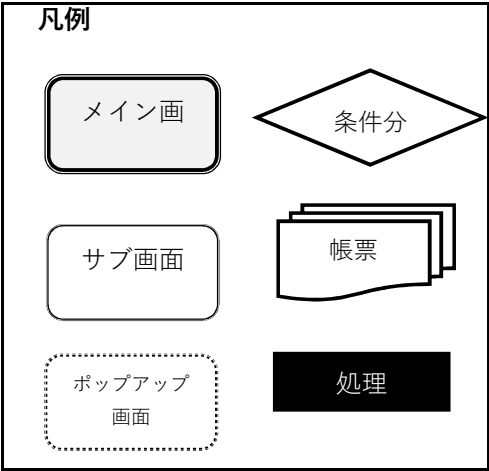 凡例
メイン画
条件分
サブ画面
帳票
ポップアップ
画面
処理